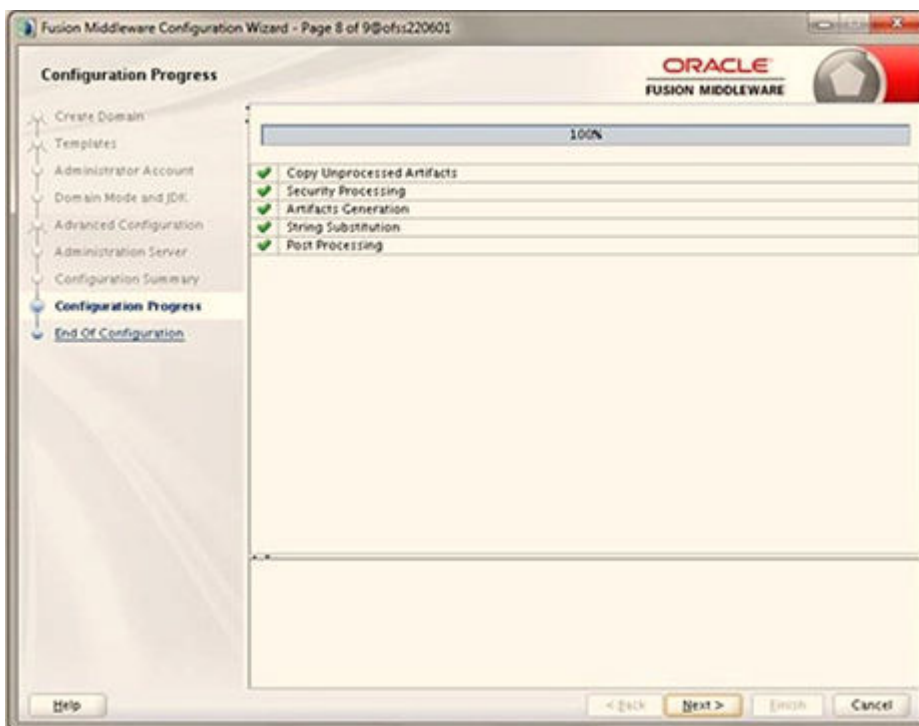 Fusion Middleware Configuration Wizard - Page 8 of 9@ofss220601
Configuration Progress
ORACLE
FUSION MIDDLEWARE
Create Domain
Templates
Administrator Account
Domain Mode and JDK
Advanced Configuration
Administration Server
Configuration Summary
Configuration Progress
End Of Configuration
100%
Copy Unprocessed Artifacts
Security Processing
Artifacts Generation
String Substitution
Post Processing
Help
< Back
Next >
Finish
Cancel